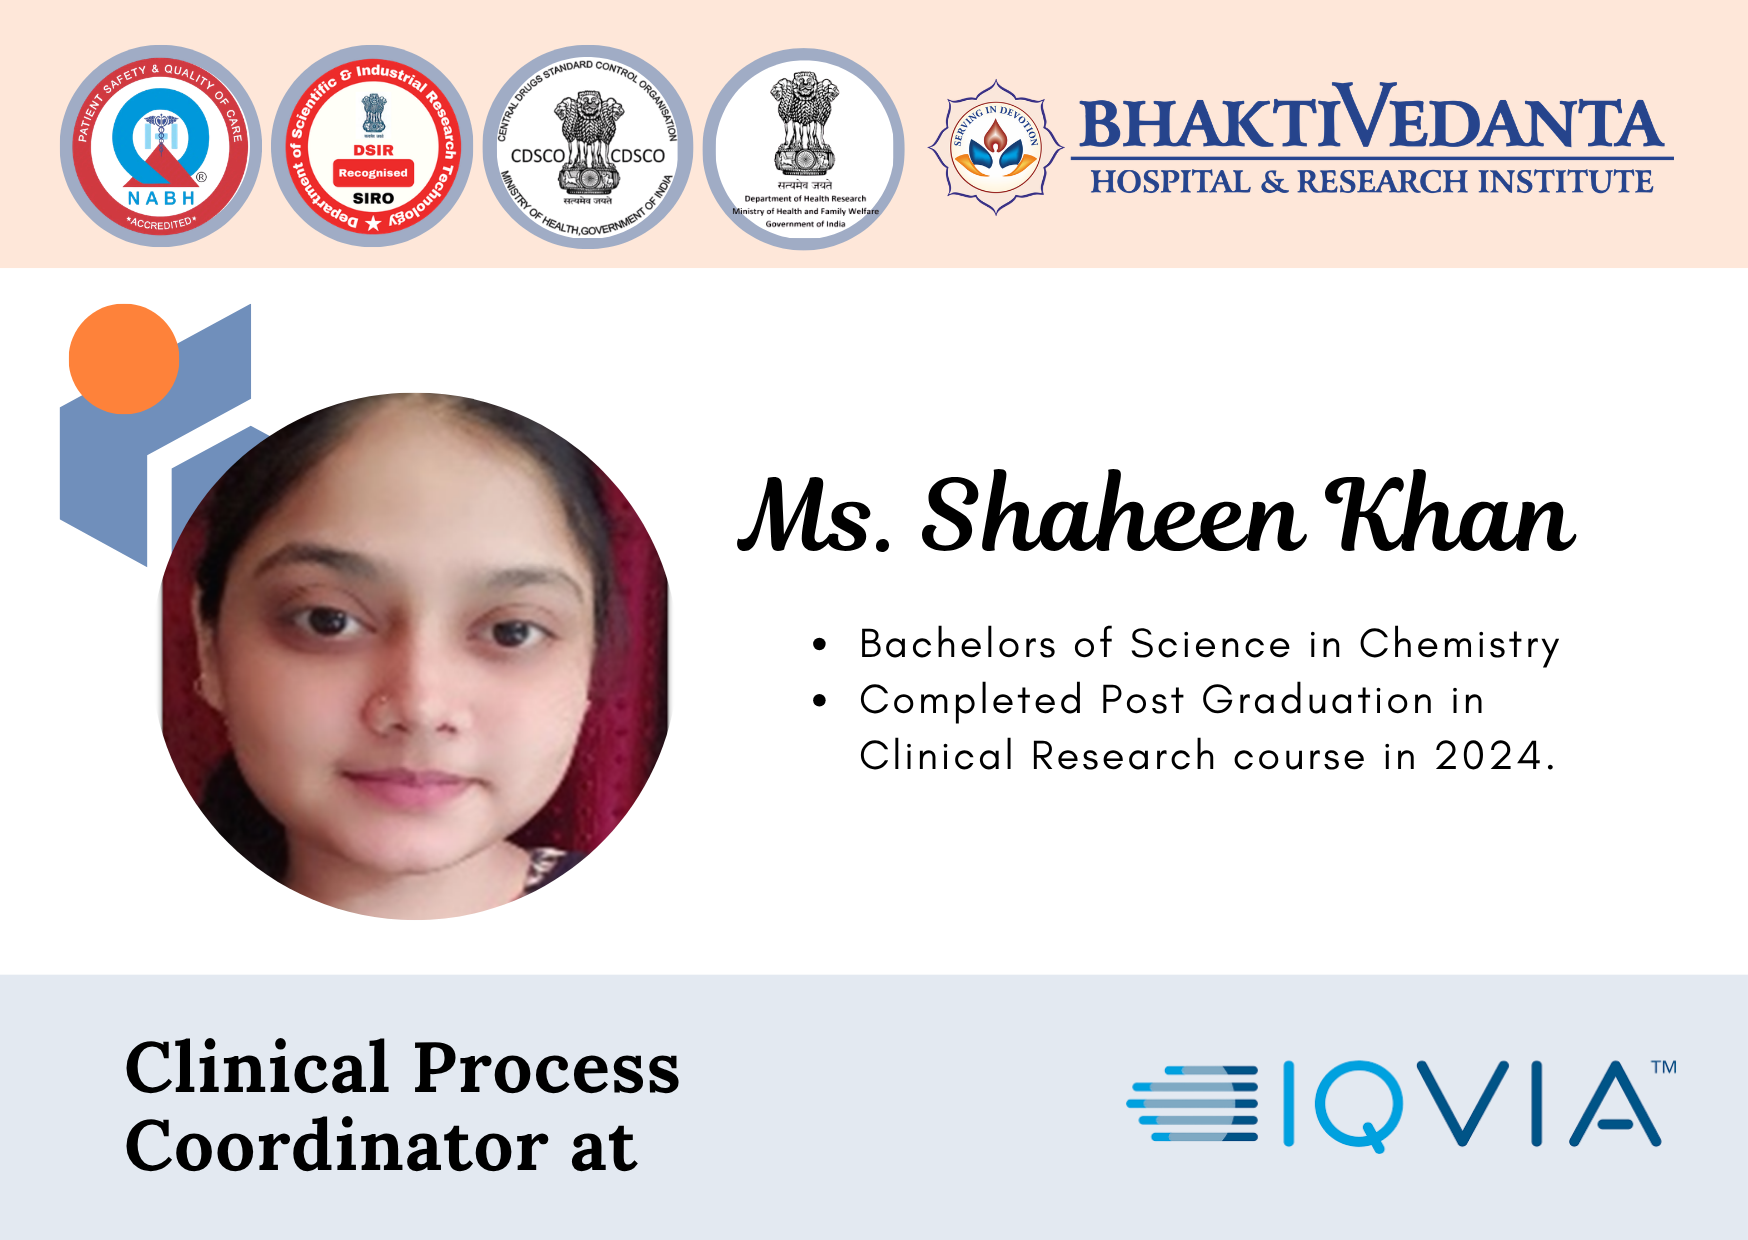 PATIENT SAFETY & QUALITY OF CARE
®
NABH
*ACCREDITED*
Department of Scientific & Industrial Research Technology
सत्यमेव जयते
DSIR
Recognised
SIRO
CENTRAL DRUGS STANDARD CONTROL ORGANISATION
CDSCO CDSCO
सत्यमेव जयते
MINISTRY OF HEALTH,GOVERNMENT OF INDIA
सत्यमेव जयते
Department of Health Research
Ministry of Health and Family Welfare
Government of India
SERVING IN DEVOTION
BHAKTIVEDANTA
HOSPITAL & RESEARCH INSTITUTE
Ms. Shaheen Khan
• Bachelors of Science in Chemistry
• Completed Post Graduation in
Clinical Research course in 2024.
Clinical Process
Coordinator at
IQVIA™